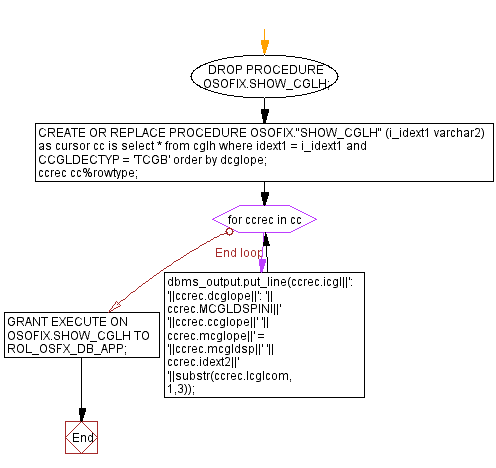 DROP PROCEDURE
OSOFIX.SHOW_CGLH;
CREATE OR REPLACE PROCEDURE OSOFIX."SHOW_CGLH" (i_idext1 varchar2)
as cursor cc is select * from cglh where idext1 = i_idext1 and
CCGLDECTYP = 'TCGB' order by dcglope;
ccrec cc%rowtype;
for ccrec in cc
End loop
dbms_output.put_line(ccrec.icgl||':
'||ccrec.dcglope||': '||
ccrec.MCGLDSPINI||'
'||ccrec.ccglope||' '||
ccrec.mcglope||' =
'||ccrec.mcgldsp||' '||
ccrec.idext2||'
'||substr(ccrec.lcglcom,
1,3));
GRANT EXECUTE ON
OSOFIX.SHOW_CGLH TO
ROL_OSFX_DB_APP;
End